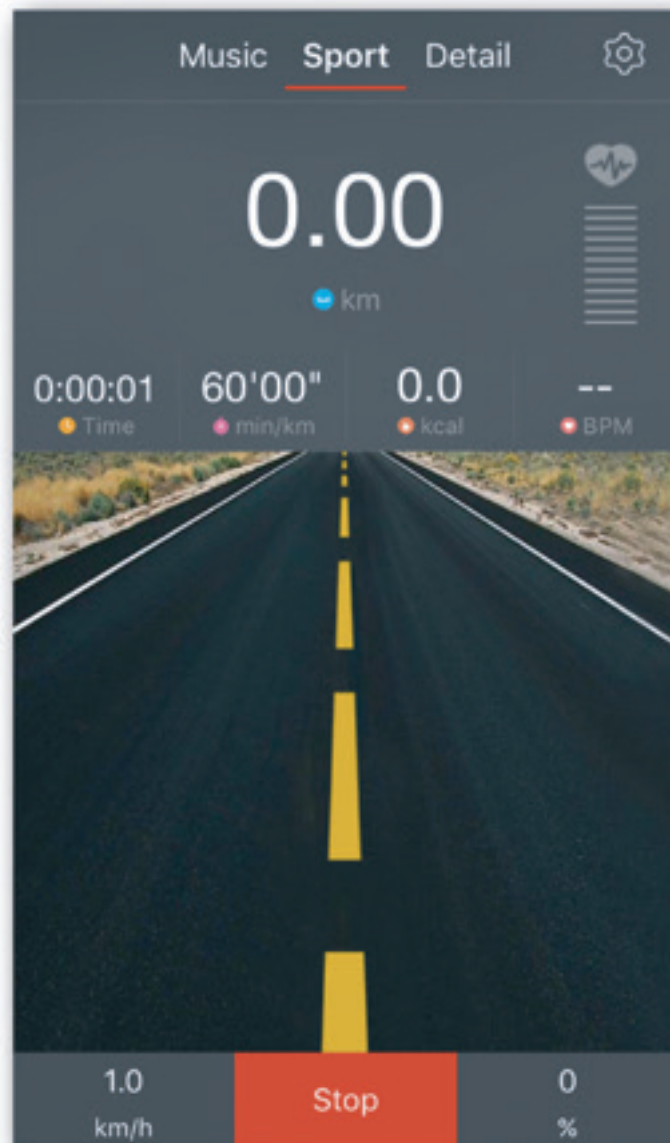 Music Sport Detail
0.00
km
0:00:01 60'00" 0.0 --
Time min/km kcal BPM
1.0 Stop 0
km/h %